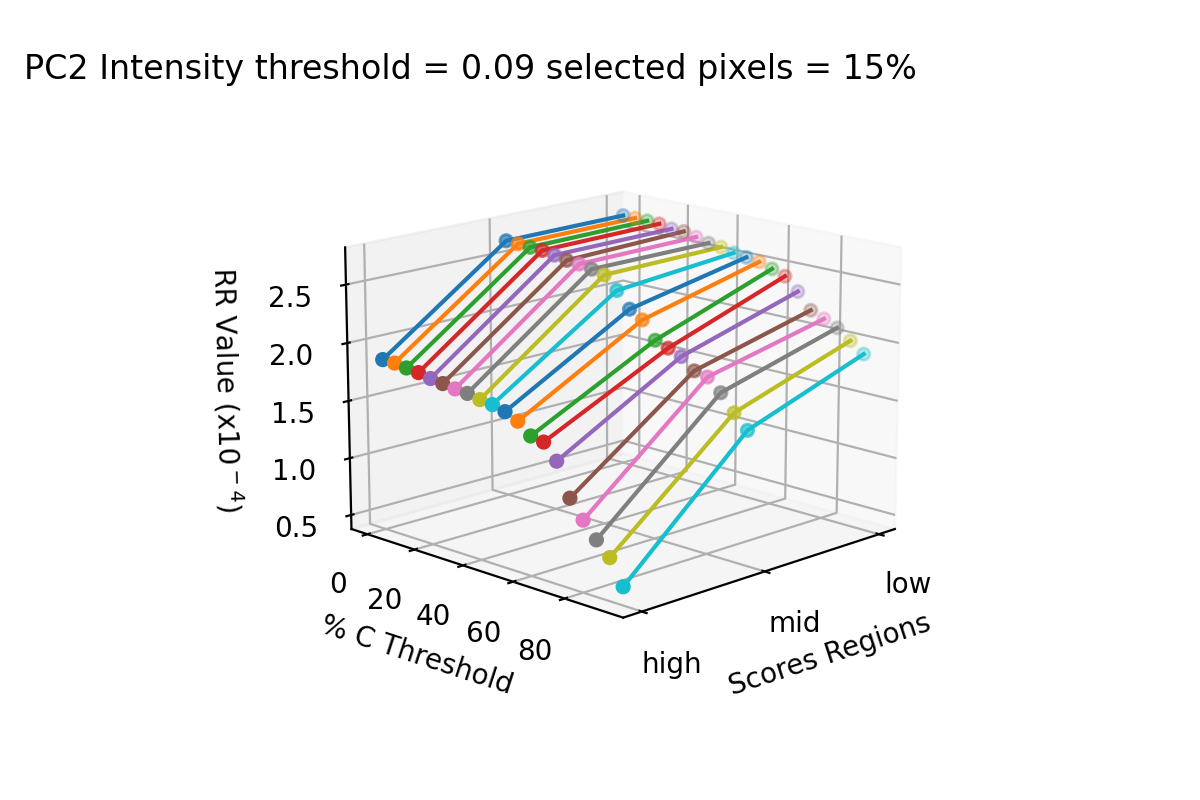 PC2 Intensity threshold = 0.09 selected pixels = 15%
RR Value (x10⁻⁴)
2.5
2.0
1.5
1.0
0.5
0
20
40
60
80
% C Threshold
high
mid
low
Scores Regions